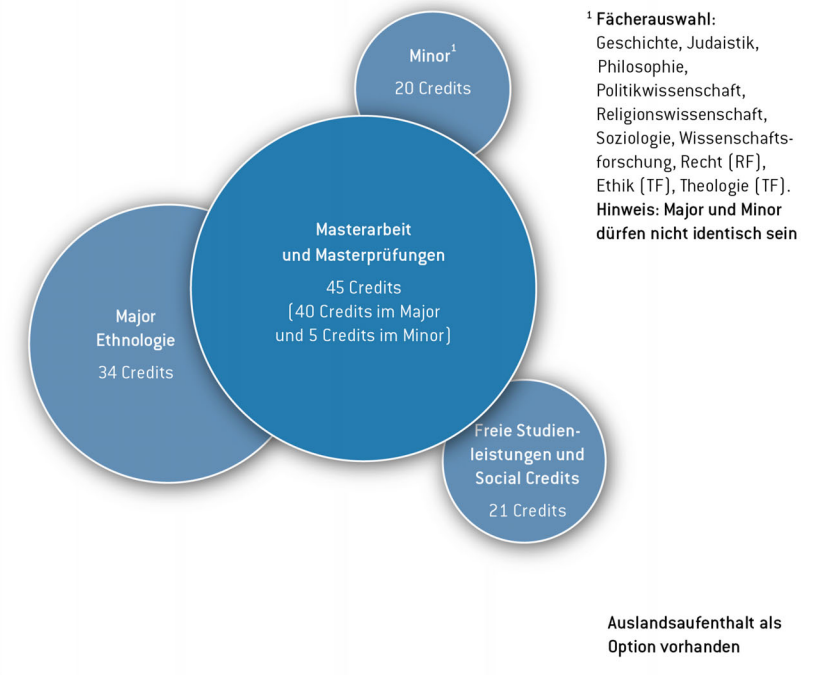 Minor¹
20 Credits
¹ Fächerauswahl:
Geschichte, Judaistik,
Philosophie,
Politikwissenschaft,
Religionswissenschaft,
Soziologie, Wissenschafts-
forschung, Recht (RF),
Ethik (TF), Theologie (TF).
Hinweis: Major und Minor
dürfen nicht identisch sein
Masterarbeit
und Masterprüfungen
45 Credits
(40 Credits im Major
und 5 Credits im Minor)
Major
Ethnologie
34 Credits
Freie Studien-
leistungen und
Social Credits
21 Credits
Auslandsaufenthalt als
Option vorhanden